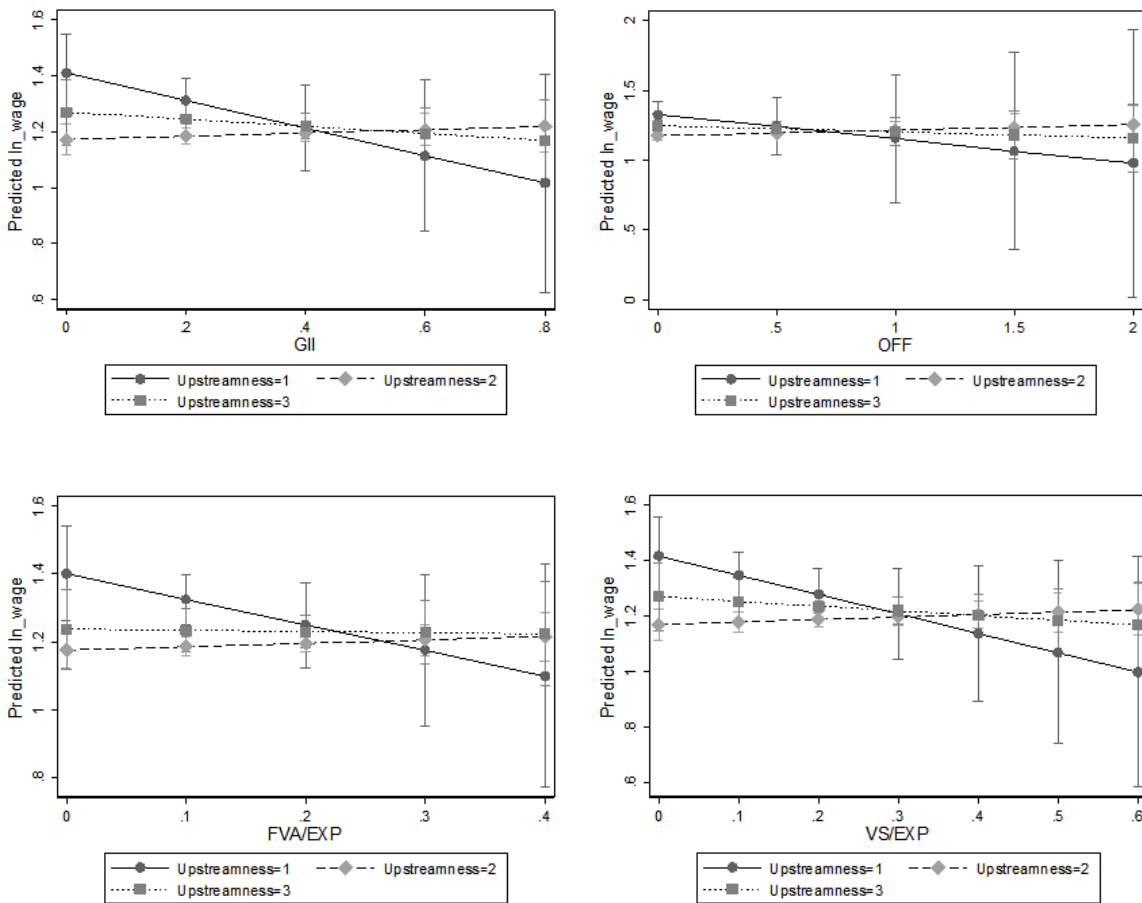 Predicted ln_wage
1.6
1.4
1.2
1
.8
.6
0 .2 .4 .6 .8
GII
Upstreamness=1 Upstreamness=2
Upstreamness=3
Predicted ln_wage
2
1.5
1
.5
0
0 .5 1 1.5 2
OFF
Upstreamness=1 Upstreamness=2
Upstreamness=3
Predicted ln_wage
1.6
1.4
1.2
1
.8
0 .1 .2 .3 .4
FVA/EXP
Upstreamness=1 Upstreamness=2
Upstreamness=3
Predicted ln_wage
1.6
1.4
1.2
1
.8
.6
0 .1 .2 .3 .4 .5 .6
VS/EXP
Upstreamness=1 Upstreamness=2
Upstreamness=3